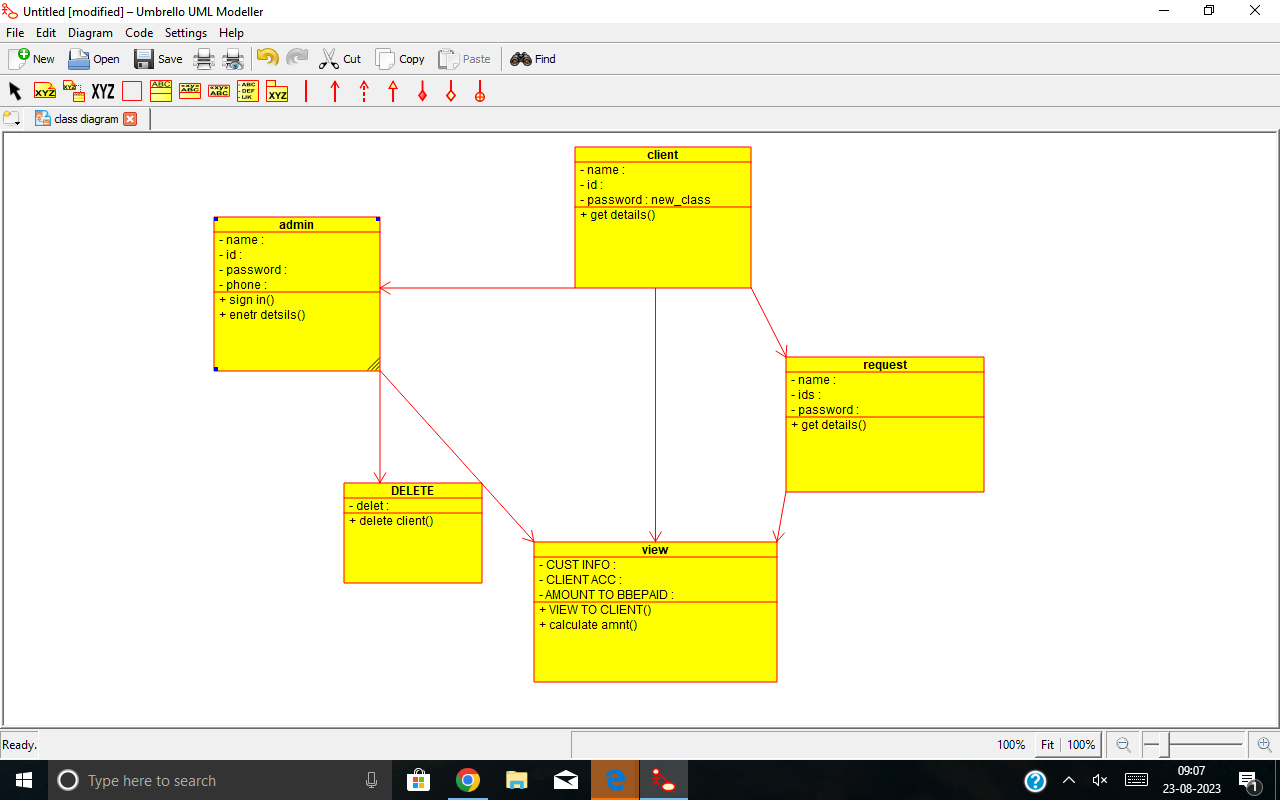 Untitled [modified] – Umbrello UML Modeller
File Edit Diagram Code Settings Help
New Open Save Cut Copy Paste Find
XYZ XYZ XYZ ABC ABC ABC ABC DEF IJK XYZ
class diagram
client
- name :
- id :
- password : new_class
+ get details()
admin
- name :
- id :
- password :
- phone :
+ sign in()
+ enetr detsils()
request
- name :
- ids :
- password :
+ get details()
DELETE
- delet :
+ delete client()
view
- CUST INFO :
- CLIENT ACC :
- AMOUNT TO BBEPAID :
+ VIEW TO CLIENT()
+ calculate amnt()
Ready.
100% Fit 100%
Type here to search
09:07
23-08-2023
1